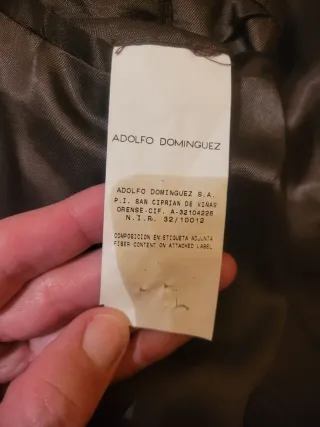 ADOLFO DOMINGUEZ
ADOLFO DOMINGUEZ S.A.
P.I. SAN CIPRIAN DE VIÑAS
ORENSE-CIF. A-32104226
N.I.R. 32/10012
COMPOSICION EN ETIQUETA ADJUNTA
FIBER CONTENT ON ATTACHED LABEL